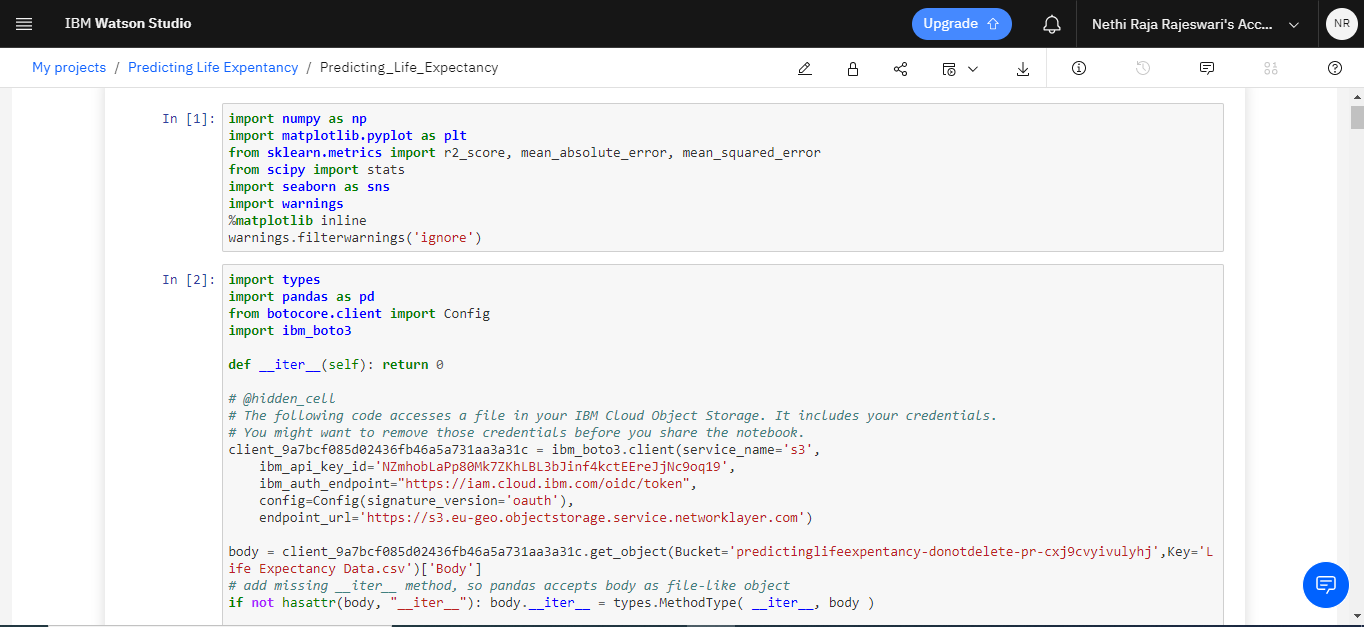 IBM Watson Studio
Upgrade
Nethi Raja Rajeswari's Acc...
NR
My projects / Predicting Life Expentancy / Predicting_Life_Expectancy
In [1]:
import numpy as np
import matplotlib.pyplot as plt
from sklearn.metrics import r2_score, mean_absolute_error, mean_squared_error
from scipy import stats
import seaborn as sns
import warnings
%matplotlib inline
warnings.filterwarnings('ignore')
In [2]:
import types
import pandas as pd
from botocore.client import Config
import ibm_boto3
def __iter__(self): return 0
# @hidden_cell
# The following code accesses a file in your IBM Cloud Object Storage. It includes your credentials.
# You might want to remove those credentials before you share the notebook.
client_9a7bcf085d02436fb46a5a731aa3a31c = ibm_boto3.client(service_name='s3',
ibm_api_key_id='NZmhobLaPp80Mk7ZKhLBL3bJinf4kctEEreJjNc9oq19',
ibm_auth_endpoint="https://iam.cloud.ibm.com/oidc/token",
config=Config(signature_version='oauth'),
endpoint_url='https://s3.eu-geo.objectstorage.service.networklayer.com')
body = client_9a7bcf085d02436fb46a5a731aa3a31c.get_object(Bucket='predictinglifeexpentancy-donotdelete-pr-cxj9cvyivulyhj',Key='L
ife Expectancy Data.csv')['Body']
# add missing __iter__ method, so pandas accepts body as file-like object
if not hasattr(body, "__iter__"): body.__iter__ = types.MethodType( __iter__, body )